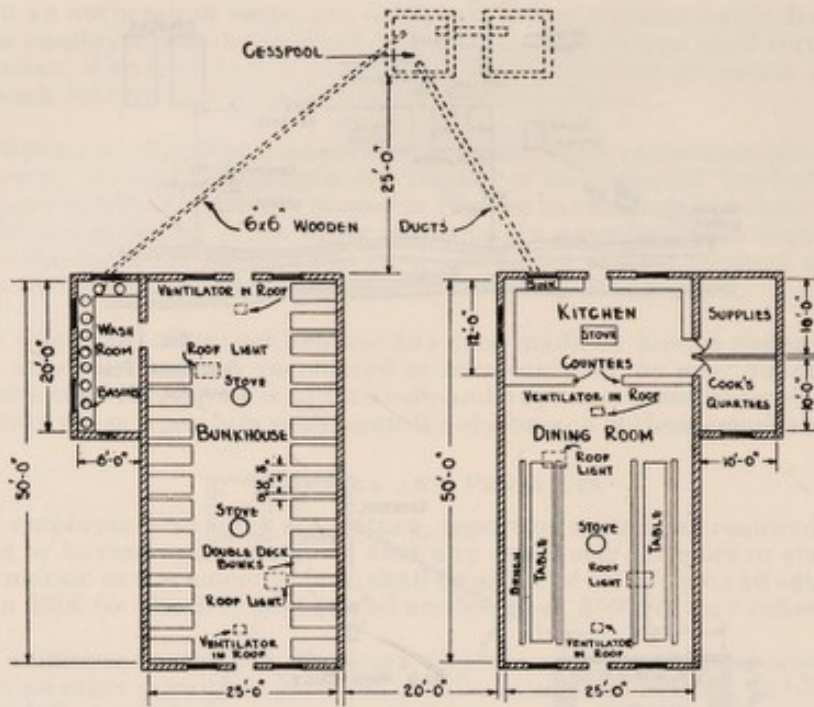 CESSPOOL
25'-0"
6"x6" WOODEN DUCTS
VENTILATOR IN ROOF
WASH
ROOM
BASINS
20'-0"
8'-0"
ROOF LIGHT
STOVE
BUNKHOUSE
STOVE
DOUBLE DECK
BUNKS
ROOF LIGHT
VENTILATOR
IN ROOF
50'-0"
25'-0"
20'-0"
KITCHEN
STOVE
COUNTERS
12'-0"
SUPPLIES
COOK'S
QUARTERS
10'-0"
10'-0"
10'-0"
VENTILATOR IN ROOF
DINING ROOM
ROOF
LIGHT
STOVE
BENCH
TABLE
TABLE
ROOF
LIGHT
VENTILATOR
IN ROOF
50'-0"
25'-0"